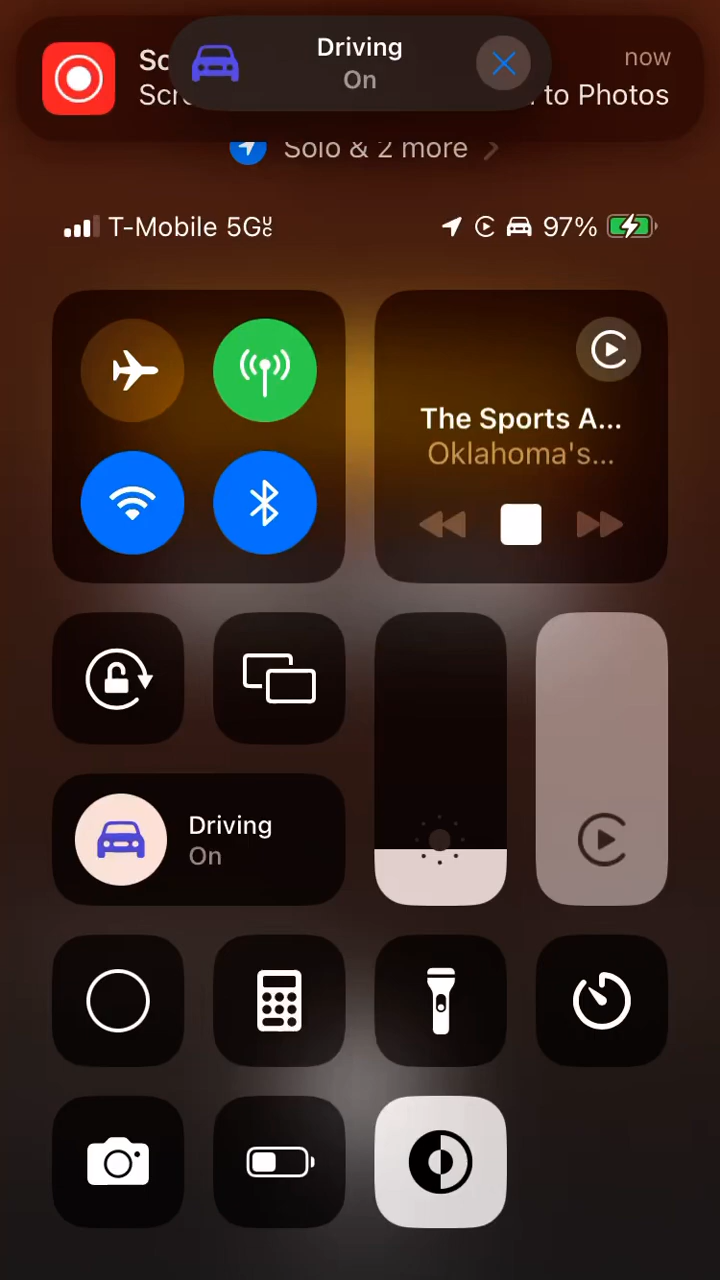 Driving
On
now
to Photos
Solo & 2 more
T-Mobile 5G
97%
The Sports A...
Oklahoma's...
Driving
On